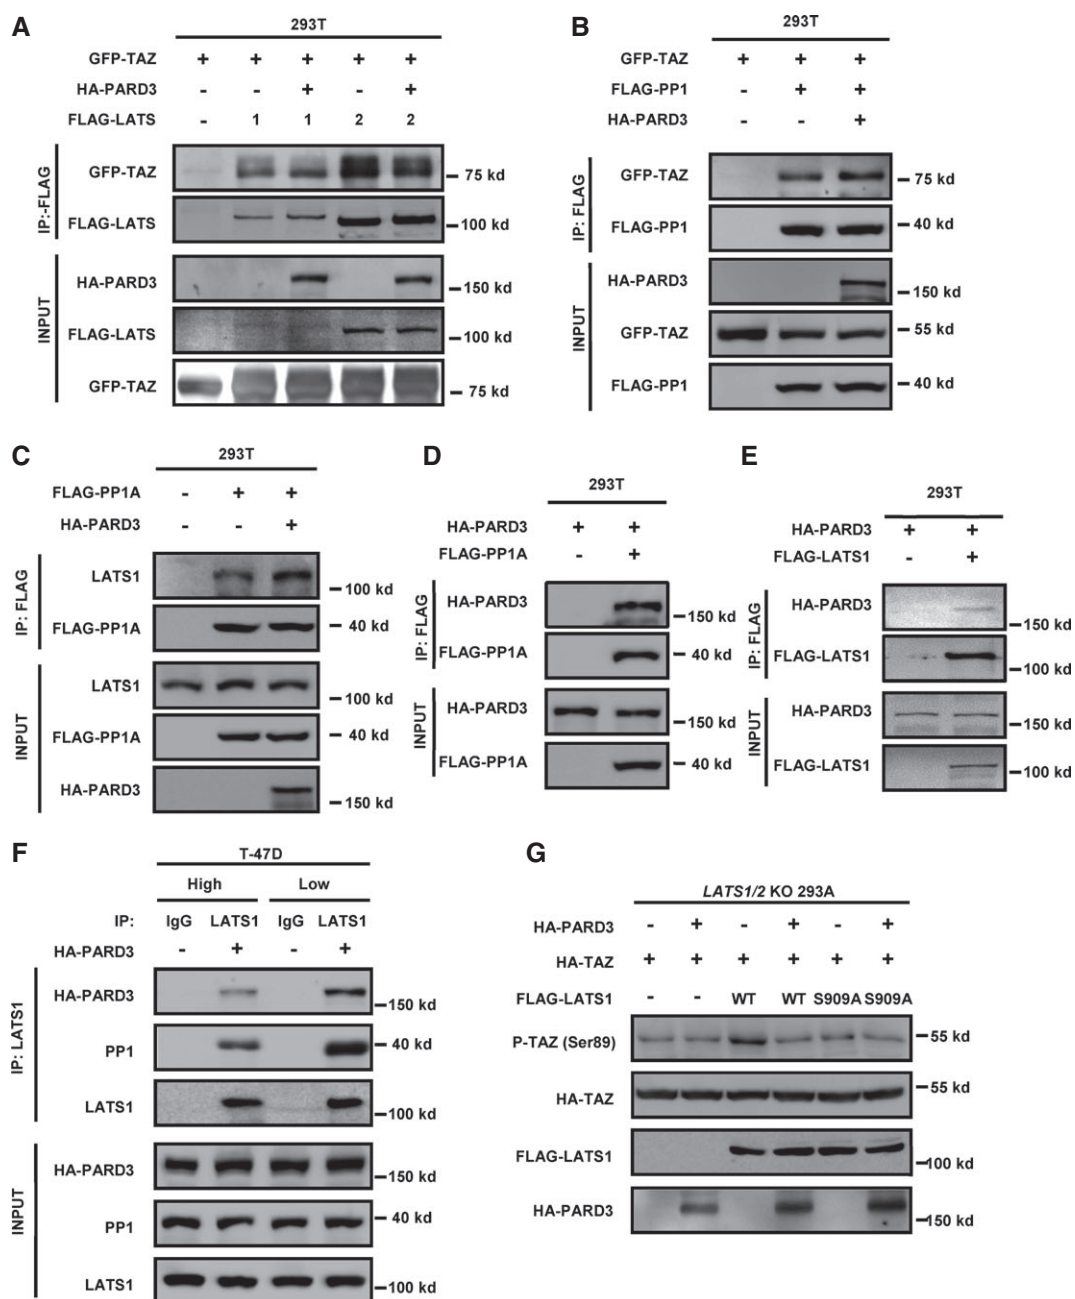 A
293T
GFP-TAZ + + + + +
HA-PARD3 - - + - +
FLAG-LATS - 1 1 2 2
IP:-FLAG
GFP-TAZ 75 kd
FLAG-LATS 100 kd
INPUT
HA-PARD3 150 kd
FLAG-LATS 100 kd
GFP-TAZ 75 kd
B
293T
GFP-TAZ + + +
FLAG-PP1 - + +
HA-PARD3 - - +
IP: FLAG
GFP-TAZ 75 kd
FLAG-PP1 40 kd
INPUT
HA-PARD3 150 kd
GFP-TAZ 55 kd
FLAG-PP1 40 kd
C
293T
FLAG-PP1A - + +
HA-PARD3 - - +
IP: FLAG
LATS1 100 kd
FLAG-PP1A 40 kd
INPUT
LATS1 100 kd
FLAG-PP1A 40 kd
HA-PARD3 150 kd
D
293T
HA-PARD3 + +
FLAG-PP1A - +
IP: FLAG
HA-PARD3 150 kd
FLAG-PP1A 40 kd
INPUT
HA-PARD3 150 kd
FLAG-PP1A 40 kd
E
293T
HA-PARD3 + +
FLAG-LATS1 - +
IP: FLAG
HA-PARD3 150 kd
FLAG-LATS1 100 kd
INPUT
HA-PARD3 150 kd
FLAG-LATS1 100 kd
F
T-47D
High Low
IP: IgG LATS1 IgG LATS1
HA-PARD3 - + - +
IP: LATS1
HA-PARD3 150 kd
PP1 40 kd
LATS1 100 kd
INPUT
HA-PARD3 150 kd
PP1 40 kd
LATS1 100 kd
G
LATS1/2 KO 293A
HA-PARD3 - + - + - +
HA-TAZ + + + + + +
FLAG-LATS1 - - WT WT S909A S909A
P-TAZ (Ser89) 55 kd
HA-TAZ 55 kd
FLAG-LATS1 100 kd
HA-PARD3 150 kd